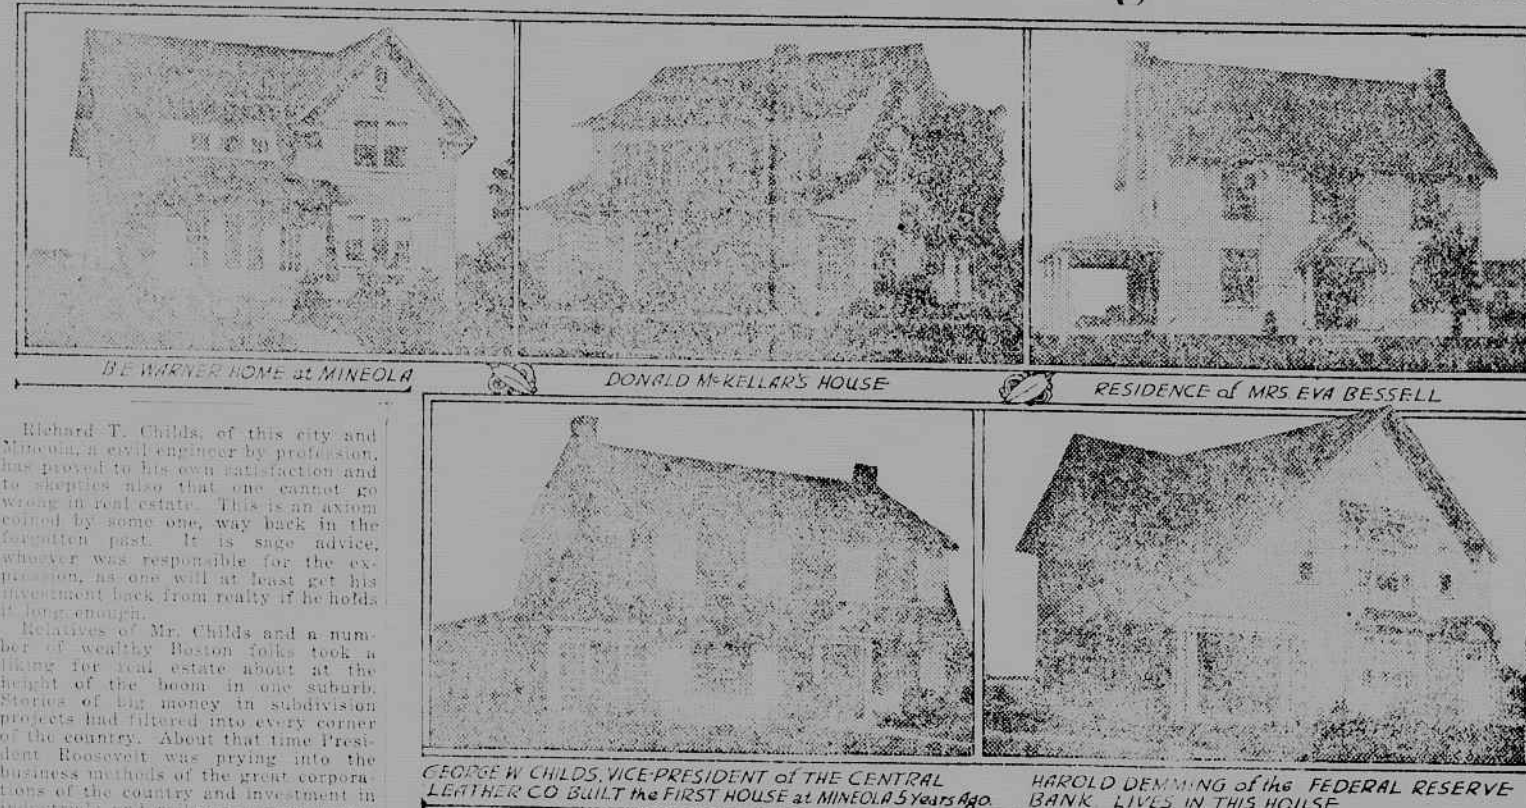 B.E. WARNER HOME at MINEOLA
DONALD McKELLAR'S HOUSE
RESIDENCE of MRS. EVA BESSELL
Richard T. Childs, of this city and
Mineola, a civil engineer by profession,
has proved to his own satisfaction and
to skeptics also that one cannot go
wrong in real estate. This is an axiom
coined by some one, way back in the
forgotten past. It is sage advice,
whoever was responsible for the ex-
pression, as one will at least get his
investment back from realty if he holds
it long enough.
Relatives of Mr. Childs and a num-
ber of wealthy Boston folks took a
liking for real estate about at the
height of the boom in one suburb.
Stories of big money in subdivision
projects had filtered into every corner
of the country. About that time Presi-
dent Roosevelt was prying into the
business methods of the great corpora-
tions of the country and investment in
GEORGE W CHILDS, VICE-PRESIDENT of THE CENTRAL
LEATHER CO BUILT the FIRST HOUSE at MINEOLA 5 Years Ago.
HAROLD DEMMING of the FEDERAL RESERVE
BANK LIVES IN THIS HOUSE